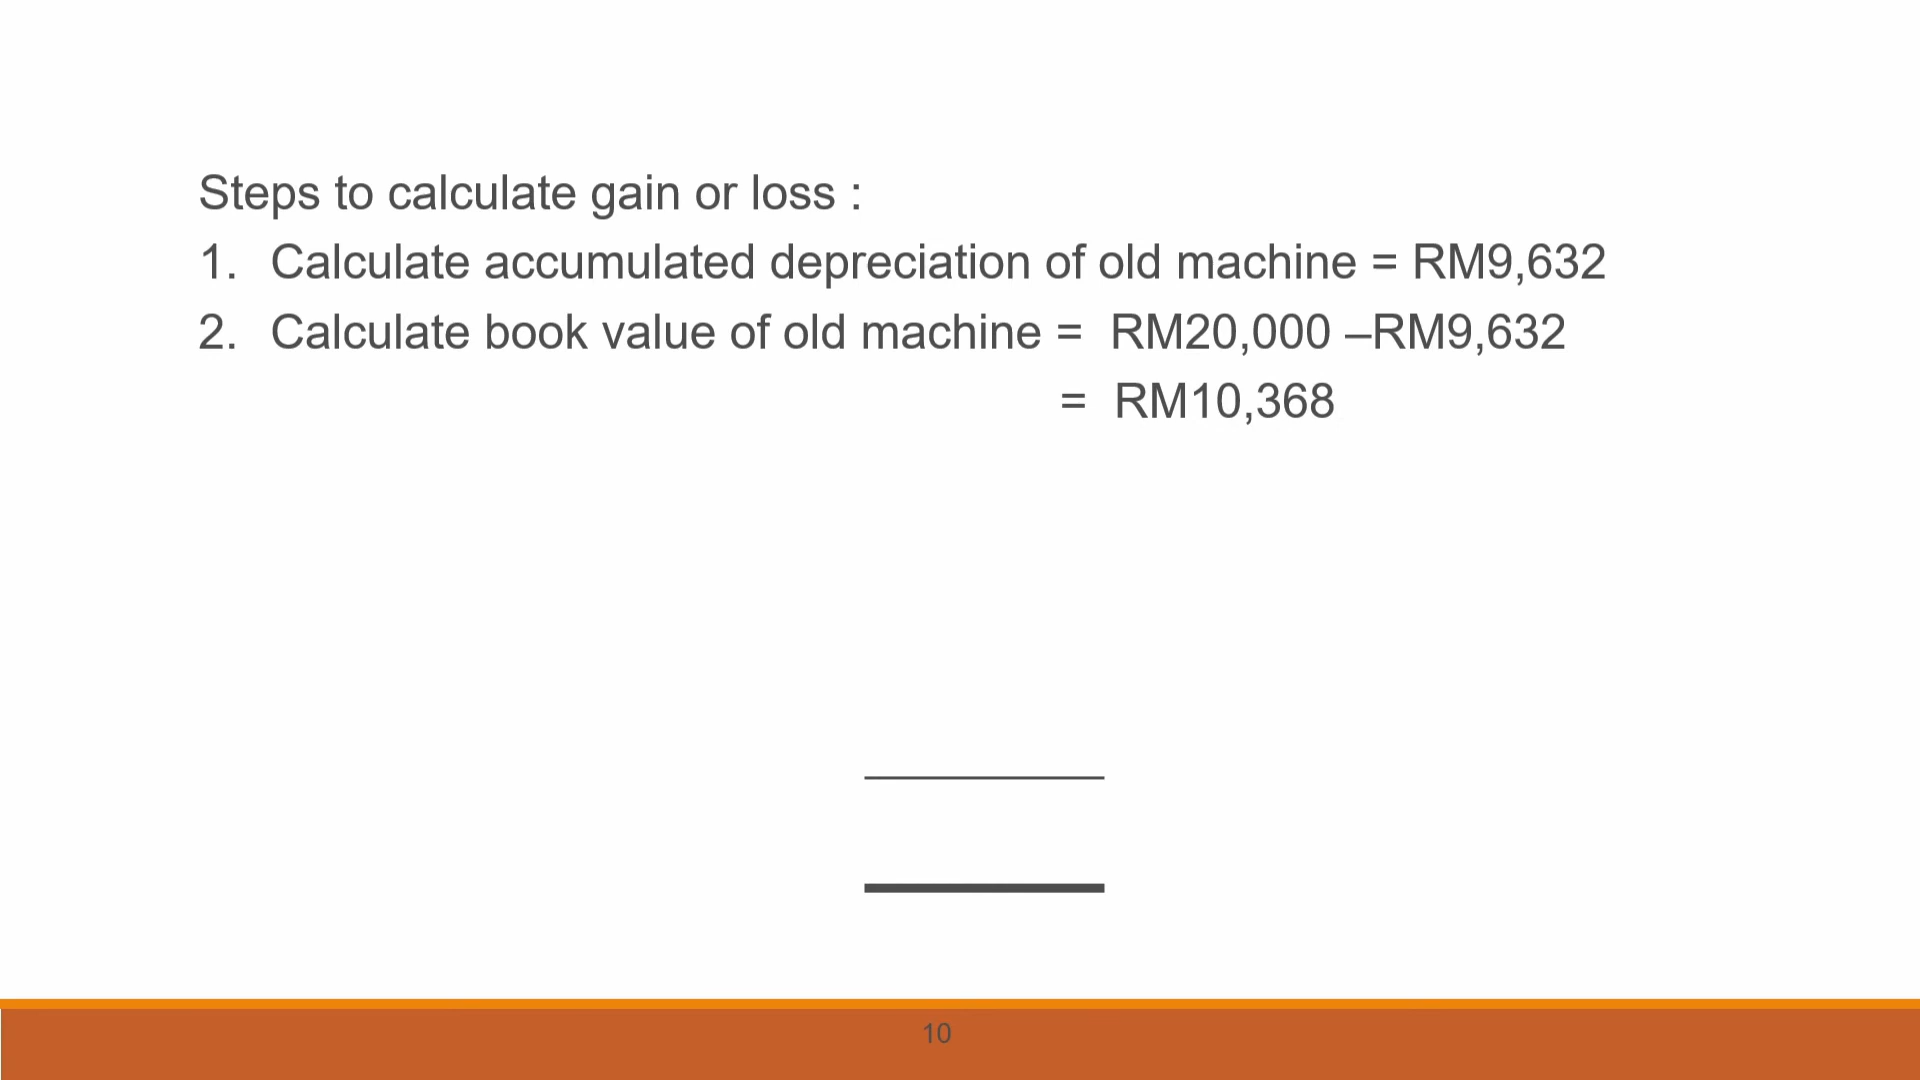 Steps to calculate gain or loss :
1. Calculate accumulated depreciation of old machine = RM9,632
2. Calculate book value of old machine = RM20,000 –RM9,632
= RM10,368
10